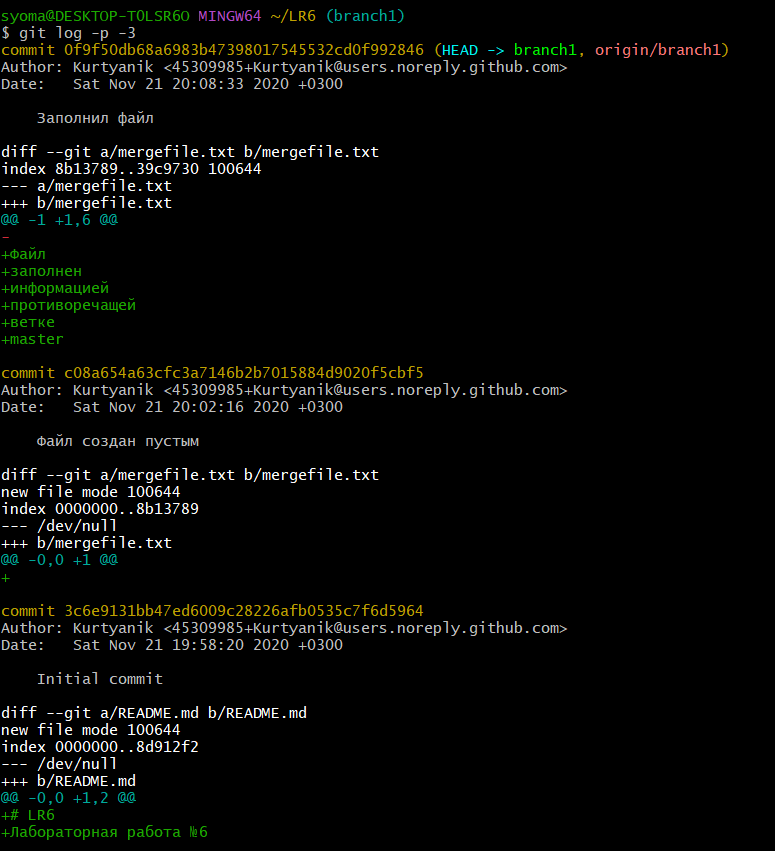 syoma@DESKTOP-T0LSR6O MINGW64 ~/LR6 (branch1)
$ git log -p -3
commit 0f9f50db68a6983b47398017545532cd0f992846 (HEAD -> branch1, origin/branch1)
Author: Kurtyanik <45309985+Kurtyanik@users.noreply.github.com>
Date:   Sat Nov 21 20:08:33 2020 +0300
    Заполнил файл
diff --git a/mergefile.txt b/mergefile.txt
index 8b13789..39c9730 100644
--- a/mergefile.txt
+++ b/mergefile.txt
@@ -1 +1,6 @@
-
+Файл
+заполнен
+информацией
+противоречащей
+ветке
+master
commit c08a654a63cfc3a7146b2b7015884d9020f5cbf5
Author: Kurtyanik <45309985+Kurtyanik@users.noreply.github.com>
Date:   Sat Nov 21 20:02:16 2020 +0300
    Файл создан пустым
diff --git a/mergefile.txt b/mergefile.txt
new file mode 100644
index 0000000..8b13789
--- /dev/null
+++ b/mergefile.txt
@@ -0,0 +1 @@
+
commit 3c6e9131bb47ed6009c28226afb0535c7f6d5964
Author: Kurtyanik <45309985+Kurtyanik@users.noreply.github.com>
Date:   Sat Nov 21 19:58:20 2020 +0300
    Initial commit
diff --git a/README.md b/README.md
new file mode 100644
index 0000000..8d912f2
--- /dev/null
+++ b/README.md
@@ -0,0 +1,2 @@
+# LR6
+Лабораторная работа №6